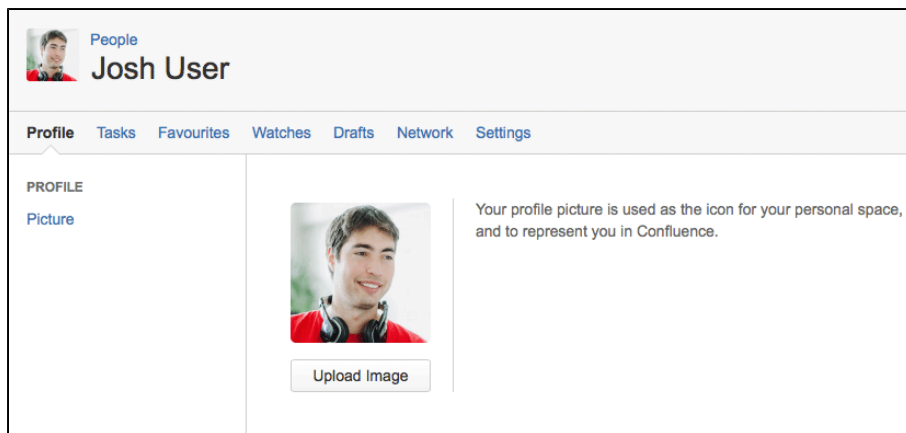 People
Josh User
Profile Tasks Favourites Watches Drafts Network Settings
PROFILE
Picture
Your profile picture is used as the icon for your personal space,
and to represent you in Confluence.
Upload Image